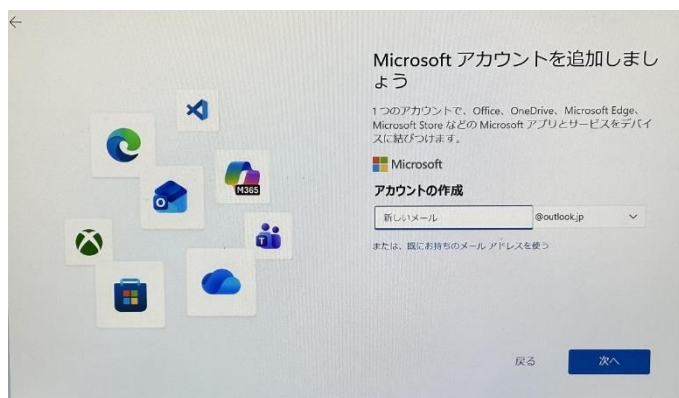 Microsoft アカウントを追加しまし
ょう
1 つのアカウントで、Office、OneDrive、Microsoft Edge、
Microsoft Store などの Microsoft アプリとサービスをデバイ
スに結びつけます。
Microsoft
アカウントの作成
新しいメール
@outlook.jp
または、既にお持ちのメール アドレスを使う
M365
O
T
戻る
次へ